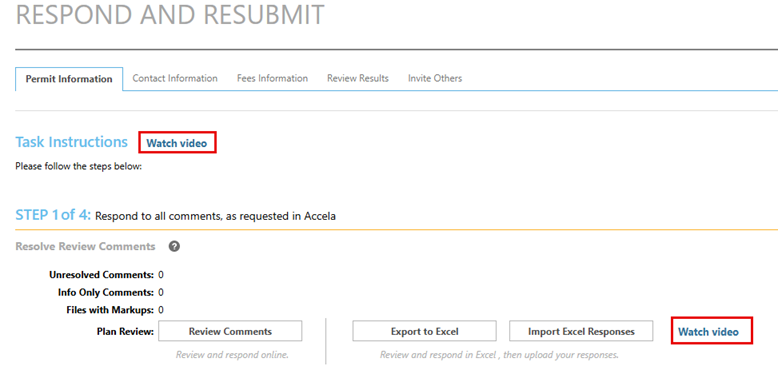 RESPOND AND RESUBMIT
Permit Information Contact Information Fees Information Review Results Invite Others
Task Instructions Watch video
Please follow the steps below:
STEP 1 of 4: Respond to all comments, as requested in Accela
Resolve Review Comments ?
Unresolved Comments: 0
Info Only Comments: 0
Files with Markups: 0
Plan Review: Review Comments Export to Excel Import Excel Responses Watch video
Review and respond online. Review and respond in Excel , then upload your responses.